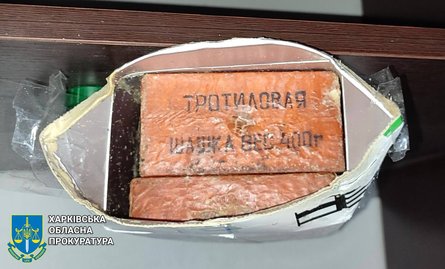 ТРОТИЛОВАЯ
ШАШКА ВЕС 400г
ХАРКІВСЬКА
ОБЛАСНА
ПРОКУРАТУРА